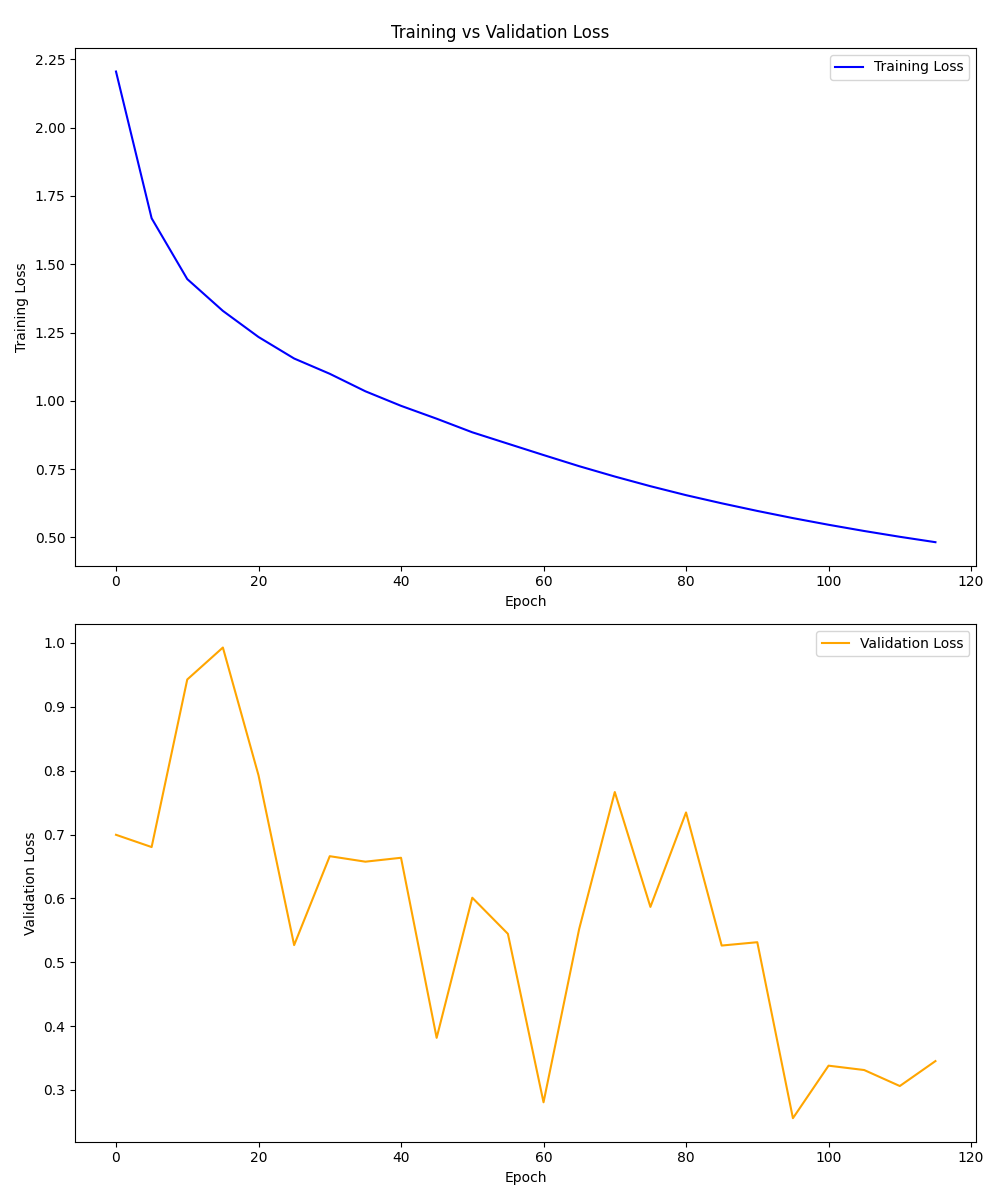 Training vs Validation Loss
Training Loss
2.25
2.00
1.75
1.50
1.25
1.00
0.75
0.50
Training Loss
0 20 40 60 80 100 120
Epoch
Validation Loss
1.0
0.9
0.8
0.7
0.6
0.5
0.4
0.3
Validation Loss
0 20 40 60 80 100 120
Epoch